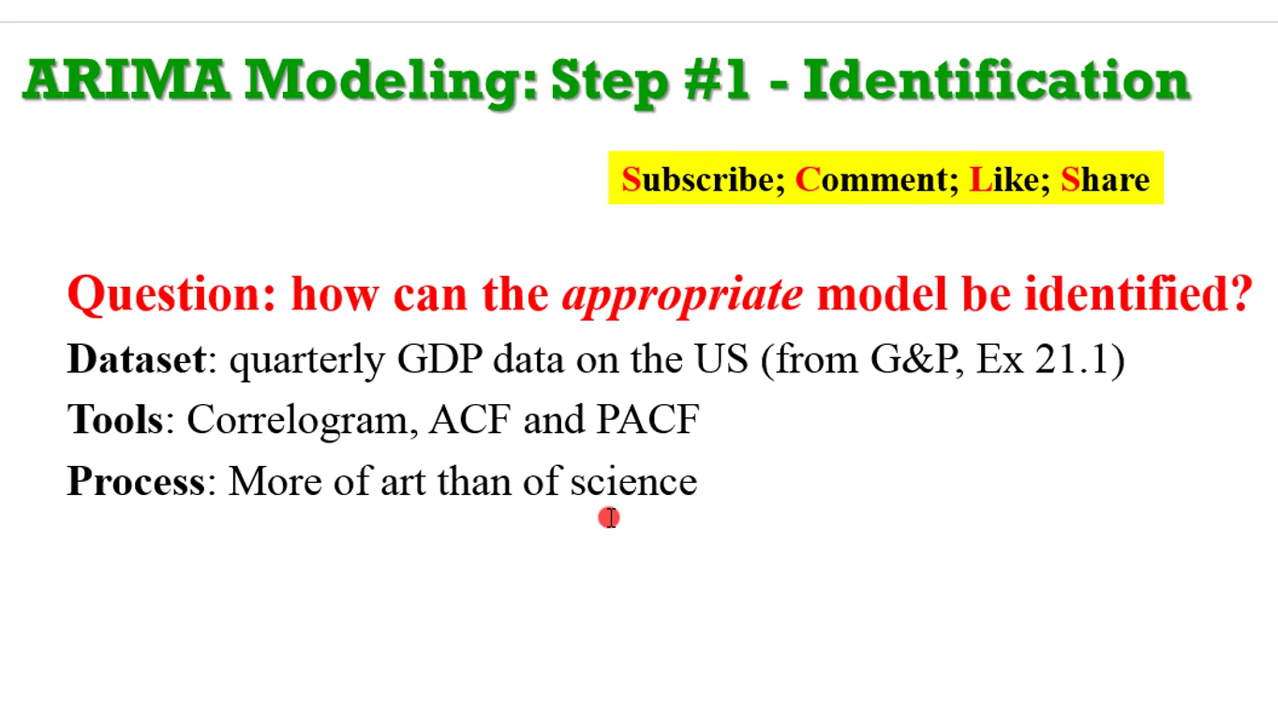 ARIMA Modeling: Step #1 - Identification
Subscribe; Comment; Like; Share
Question: how can the appropriate model be identified?
Dataset: quarterly GDP data on the US (from G&P, Ex 21.1)
Tools: Correlogram, ACF and PACF
Process: More of art than of science